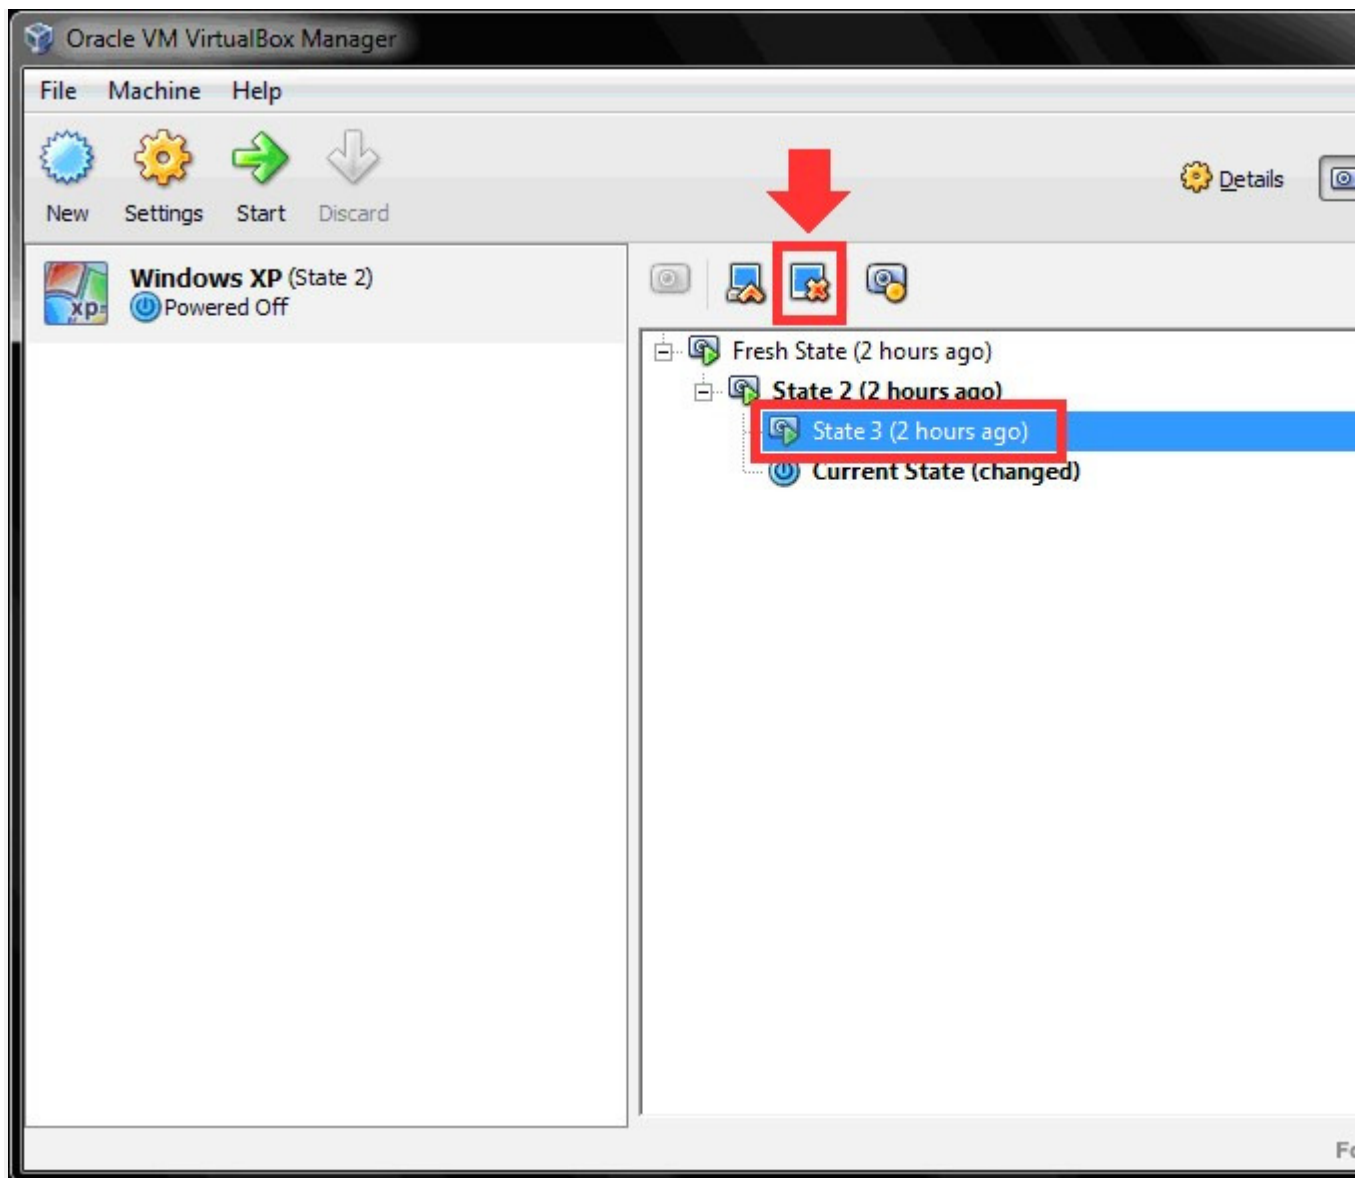 Oracle VM VirtualBox Manager
File Machine Help
New Settings Start Discard
Details
Windows XP (State 2)
Powered Off
Fresh State (2 hours ago)
State 2 (2 hours ago)
State 3 (2 hours ago)
Current State (changed)
xp